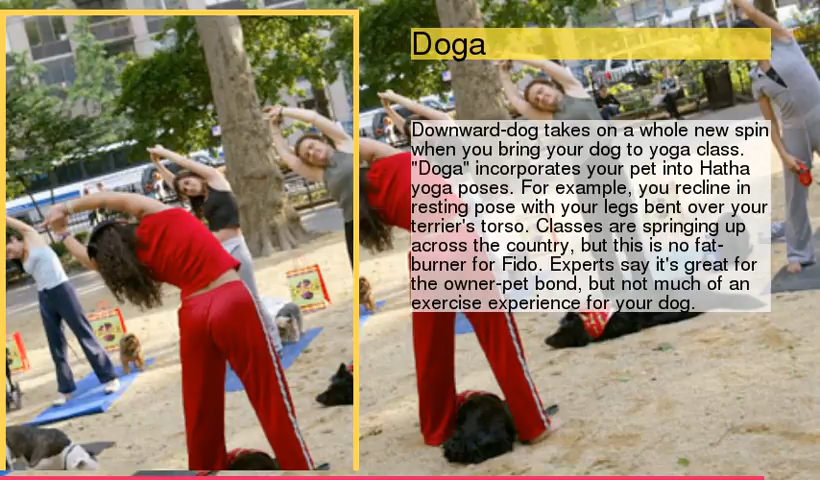 Doga
Downward-dog takes on a whole new spin
when you bring your dog to yoga class.
"Doga" incorporates your pet into Hatha
yoga poses. For example, you recline in
resting pose with your legs bent over your
terrier's torso. Classes are springing up
across the country, but this is no fat-
burner for Fido. Experts say it's great for
the owner-pet bond, but not much of an
exercise experience for your dog.